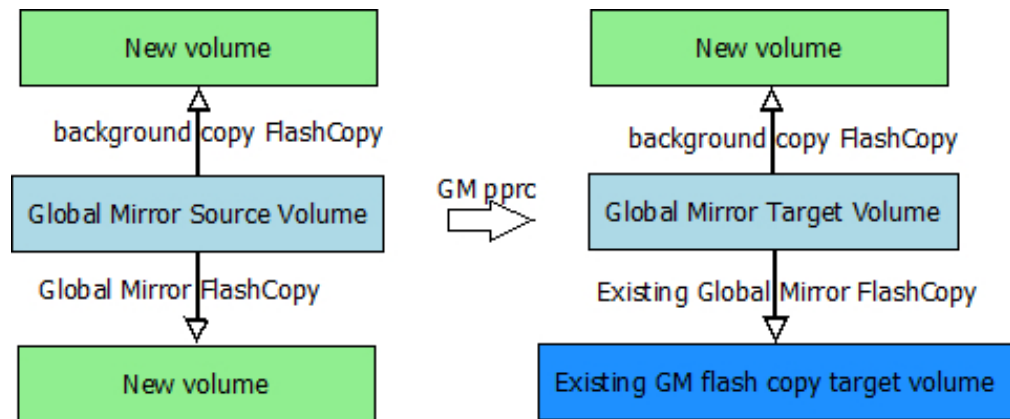 New volume
background copy FlashCopy
Global Mirror Source Volume
Global Mirror FlashCopy
New volume
GM pprc
New volume
background copy FlashCopy
Global Mirror Target Volume
Existing Global Mirror FlashCopy
Existing GM flash copy target volume